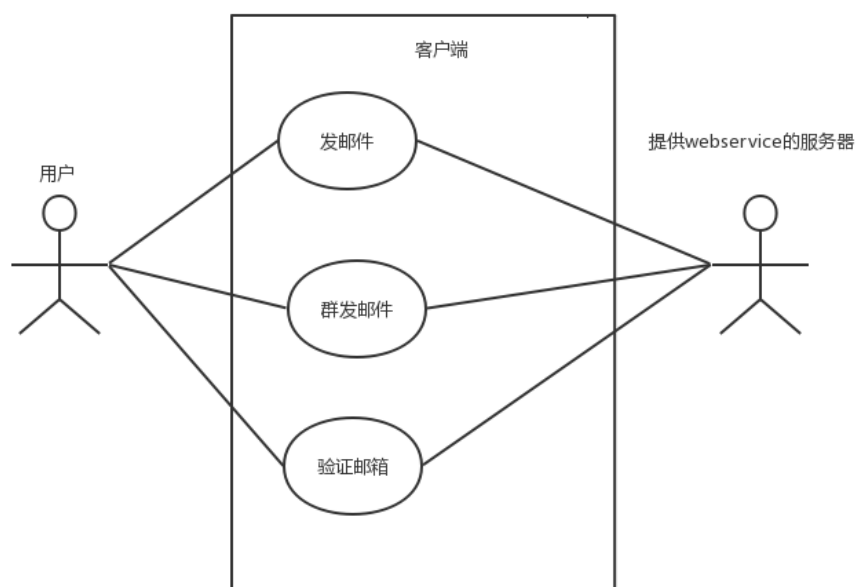 客户端
发邮件
提供webservice的服务器
用户
群发邮件
验证邮箱